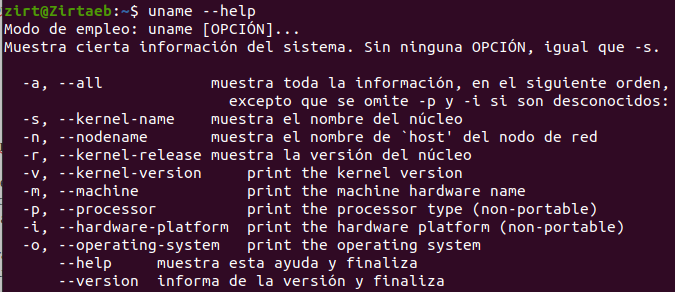 zirt@Zirtaeb:~$ uname --help
Modo de empleo: uname [OPCIÓN]...
Muestra cierta información del sistema. Sin ninguna OPCIÓN, igual que -s.
-a, --all muestra toda la información, en el siguiente orden,
excepto que se omite -p y -i si son desconocidos:
-s, --kernel-name muestra el nombre del núcleo
-n, --nodename muestra el nombre de `host' del nodo de red
-r, --kernel-release muestra la versión del núcleo
-v, --kernel-version print the kernel version
-m, --machine print the machine hardware name
-p, --processor print the processor type (non-portable)
-i, --hardware-platform print the hardware platform (non-portable)
-o, --operating-system print the operating system
--help muestra esta ayuda y finaliza
--version informa de la versión y finaliza